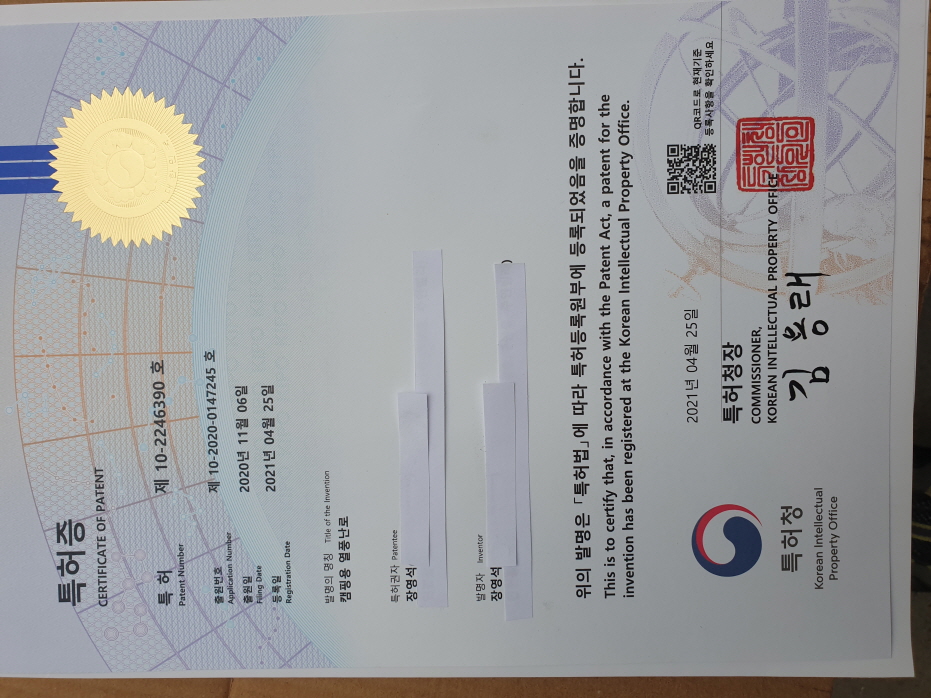 특허증
CERTIFICATE OF PATENT
특 허 제 10-2246390 호
Patent Number
출원번호 제 10-2020-0147245 호
Application Number
출원일 2020년 11월 06일
Filing Date
등록일 2021년 04월 25일
Registration Date
발명의 명칭 Title of the Invention
캠핑용 열풍난로
특허권자 Patentee
장영석
발명자 Inventor
장영석
위의 발명은 「특허법」에 따라 특허등록원부에 등록되었음을 증명합니다.
This is to certify that, in accordance with the Patent Act, a patent for the
invention has been registered at the Korean Intellectual Property Office.
QR코드로 현재기준
등록사항을 확인하세요
2021년 04월 25일
특허청장
COMMISSIONER,
KOREAN INTELLECTUAL PROPERTY OFFICE
김용래
특허청
Korean Intellectual
Property Office